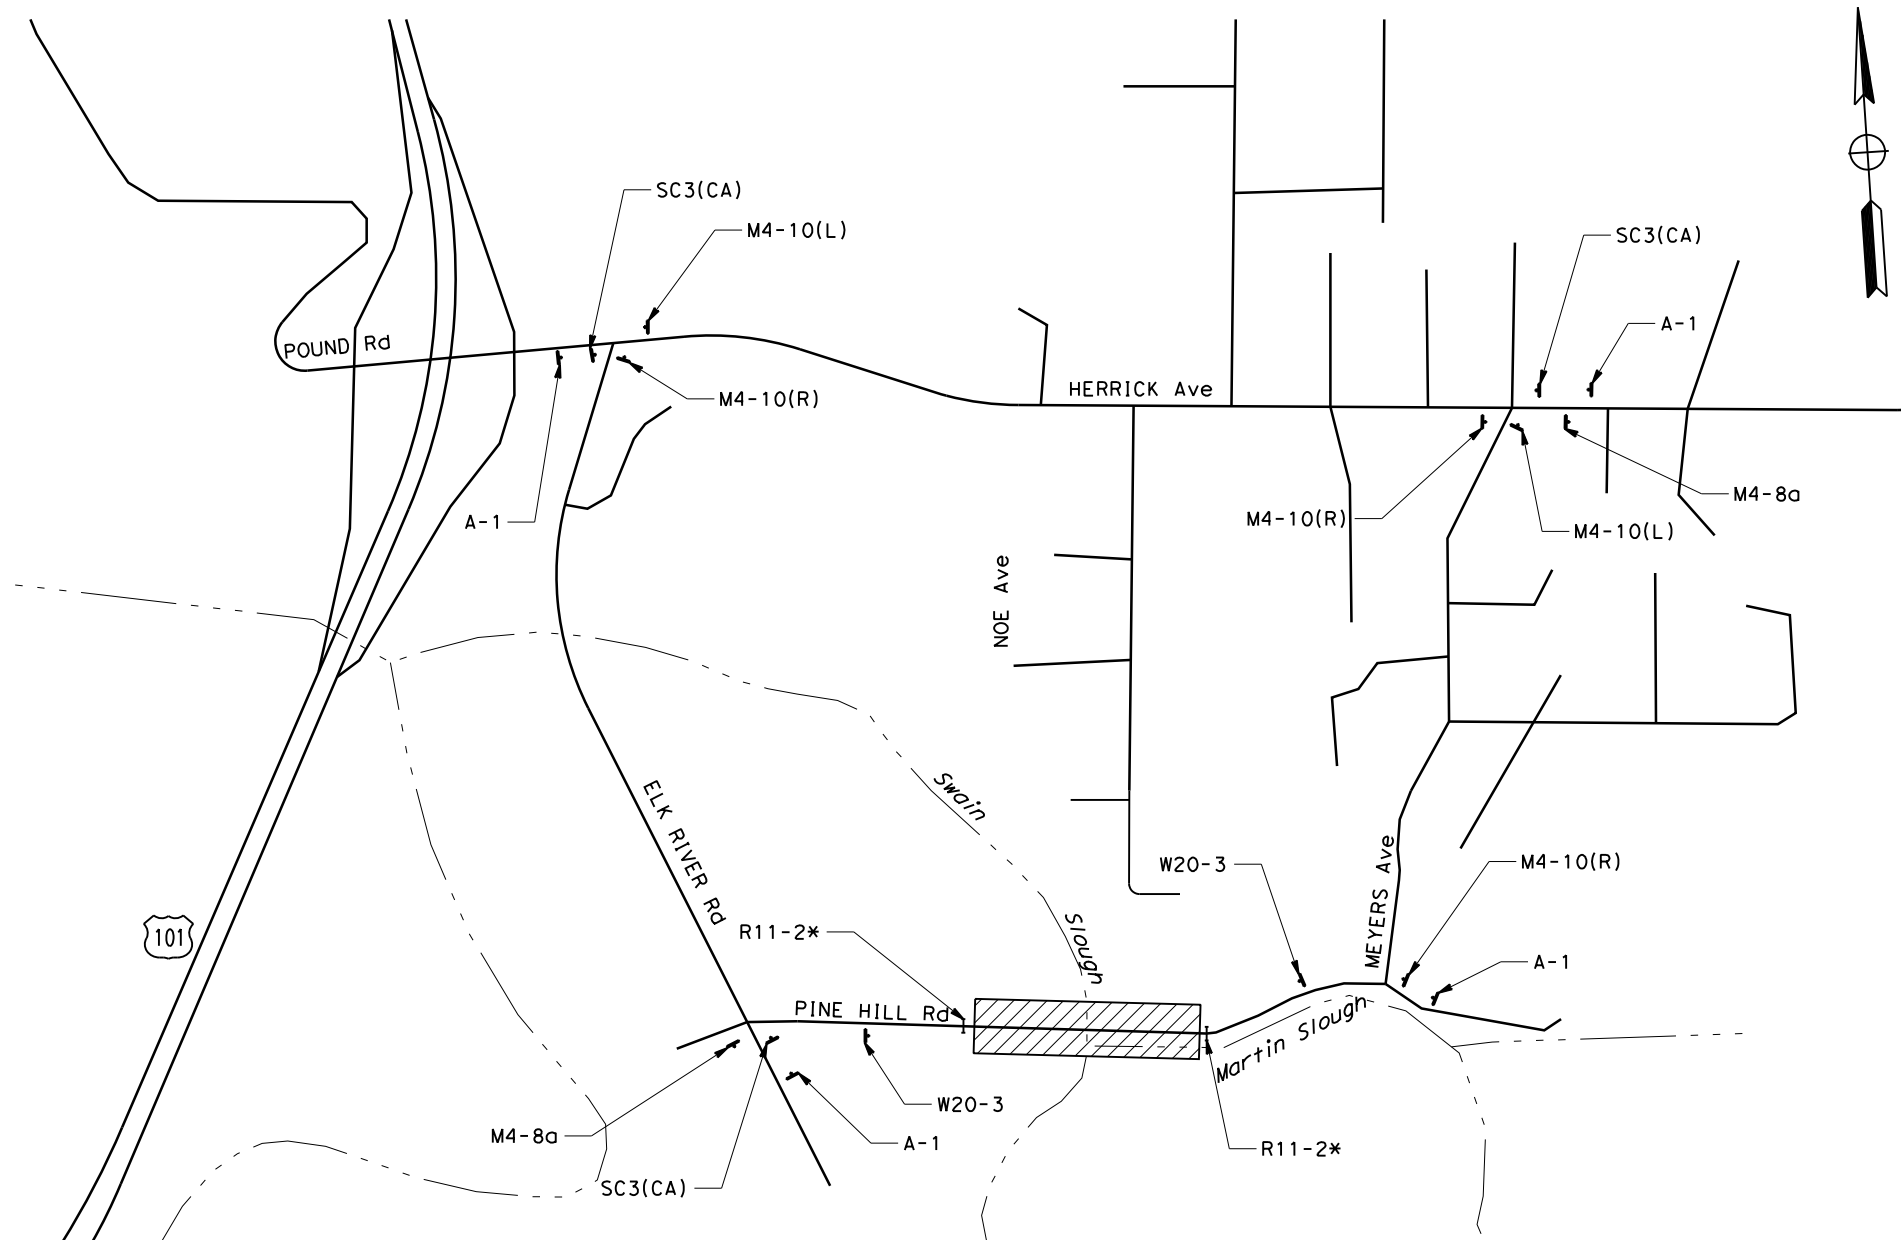 SC3(CA)
M4-10(L)
SC3(CA)
A-1
POUND Rd
M4-10(R)
HERRICK Ave
A-1
M4-10(R)
M4-8a
M4-10(L)
NOE Ave
Swain
ELK RIVER Rd
W20-3
MEYERS Ave
M4-10(R)
101
R11-2*
Slough
A-1
PINE HILL Rd
Martin Slough
W20-3
M4-8a
A-1
R11-2*
SC3(CA)